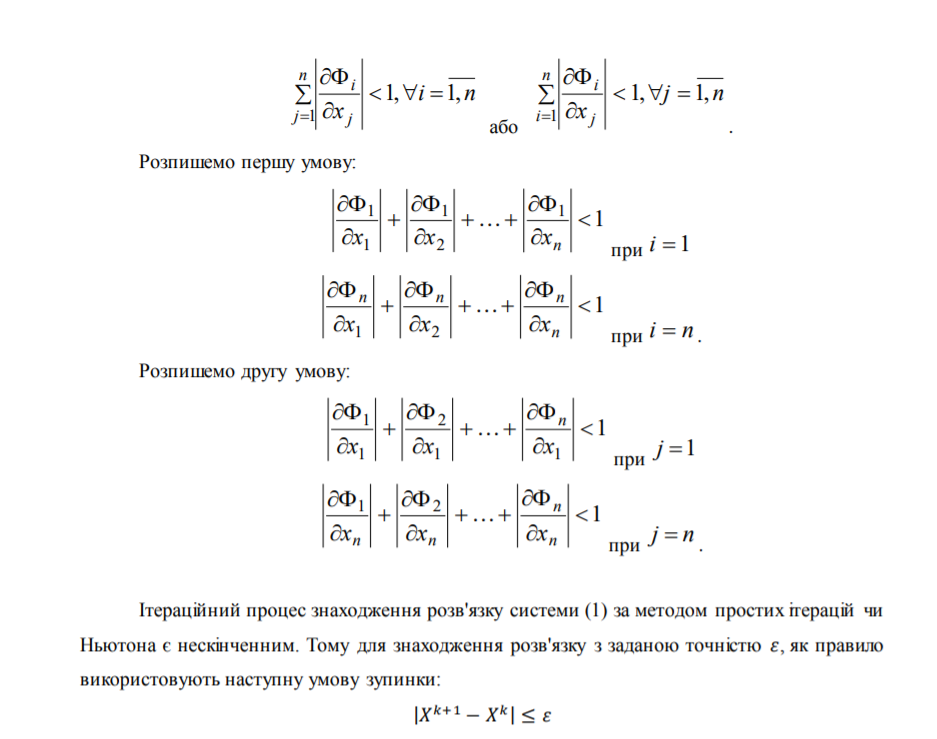 $\sum_{j=1}^{n}\left|\frac{\partial\Phi_i}{\partial x_j}\right|<1, \forall i=\overline{1,n}$ або $\sum_{i=1}^{n}\left|\frac{\partial\Phi_i}{\partial x_j}\right|<1, \forall j=\overline{1,n}$.
Розпишемо першу умову:
$\left|\frac{\partial\Phi_1}{\partial x_1}\right|+\left|\frac{\partial\Phi_1}{\partial x_2}\right|+\ldots+\left|\frac{\partial\Phi_1}{\partial x_n}\right|<1$ при $i=1$
$\left|\frac{\partial\Phi_n}{\partial x_1}\right|+\left|\frac{\partial\Phi_n}{\partial x_2}\right|+\ldots+\left|\frac{\partial\Phi_n}{\partial x_n}\right|<1$ при $i=n$.
Розпишемо другу умову:
$\left|\frac{\partial\Phi_1}{\partial x_1}\right|+\left|\frac{\partial\Phi_2}{\partial x_1}\right|+\ldots+\left|\frac{\partial\Phi_n}{\partial x_1}\right|<1$ при $j=1$
$\left|\frac{\partial\Phi_1}{\partial x_n}\right|+\left|\frac{\partial\Phi_2}{\partial x_n}\right|+\ldots+\left|\frac{\partial\Phi_n}{\partial x_n}\right|<1$ при $j=n$.
Ітераційний процес знаходження розв'язку системи (1) за методом простих ітерацій чи
Ньютона є нескінченним. Тому для знаходження розв'язку з заданою точністю $\varepsilon$, як правило
використовують наступну умову зупинки:
$|X^{k+1}-X^k|\leq\varepsilon$